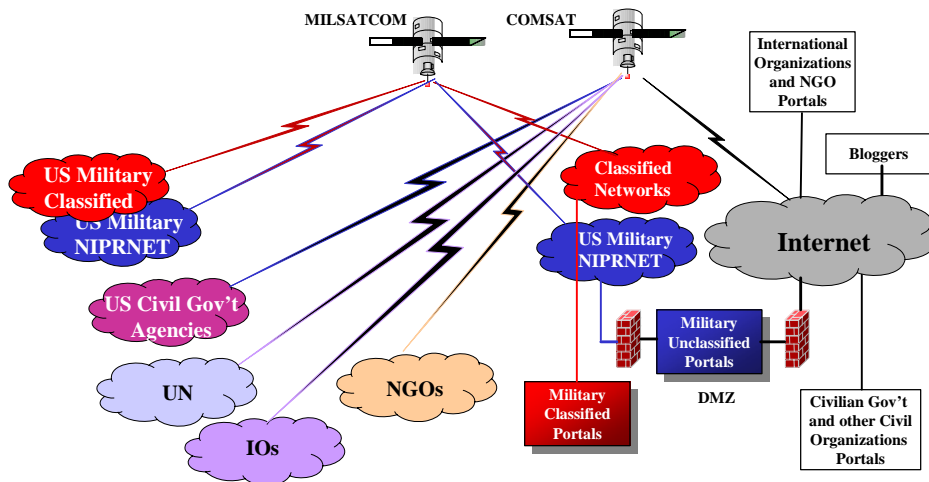 MILSATCOM
COMSAT
International
Organizations
and NGO
Portals
Bloggers
US Military
Classified
US Military
NIPRNET
Classified
Networks
US Military
NIPRNET
Internet
US Civil Gov't
Agencies
Military
Unclassified
Portals
UN
NGOs
DMZ
Military
Classified
Portals
Civilian Gov't
and other Civil
Organizations
Portals
IOs